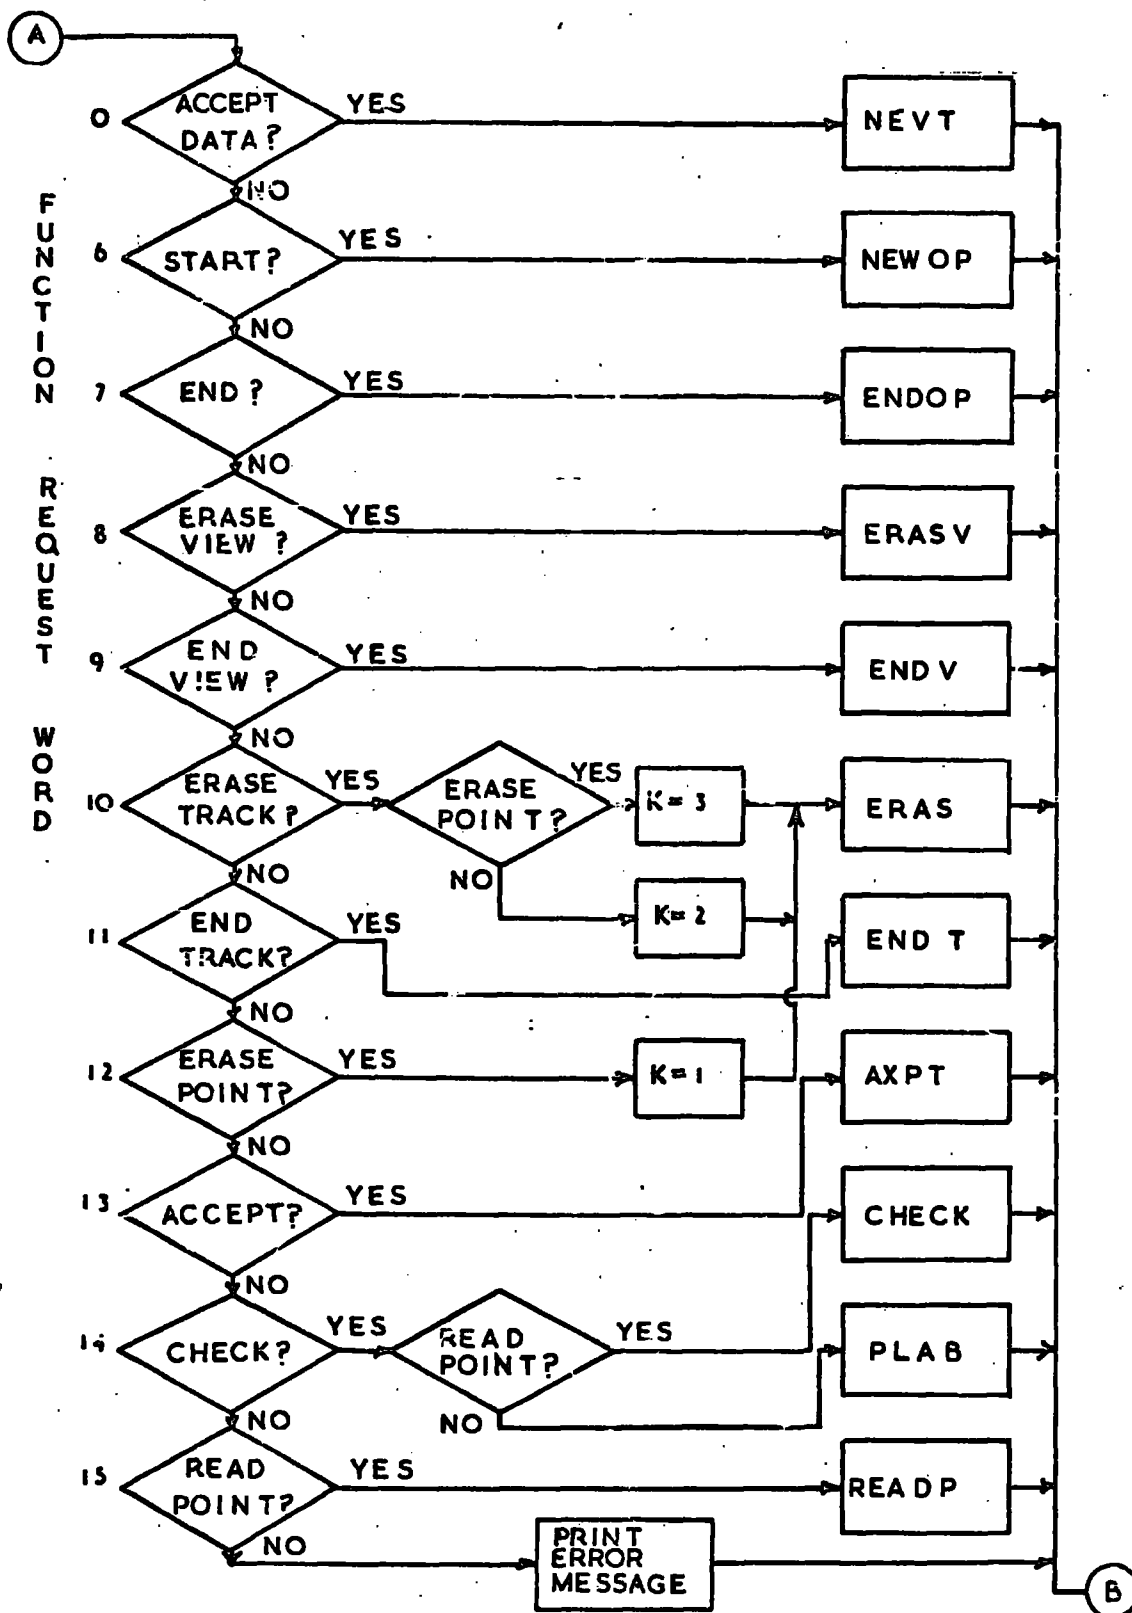 A
0
ACCEPT
DATA?
YES
NEVT
NO
FUNCTION REQUEST WORD
6
START?
YES
NEWOP
NO
7
END?
YES
ENDOP
NO
8
ERASE
VIEW?
YES
ERASV
NO
9
END
VIEW?
YES
ENDV
NO
10
ERASE
TRACK?
YES
ERASE
POINT?
YES
K=3
ERAS
NO
K=2
NO
11
END
TRACK?
YES
END T
NO
12
ERASE
POINT?
YES
K=1
AXPT
NO
13
ACCEPT?
YES
CHECK
NO
14
CHECK?
YES
READ
POINT?
YES
PLAB
NO
NO
15
READ
POINT?
YES
READP
NO
PRINT
ERROR
MESSAGE
B